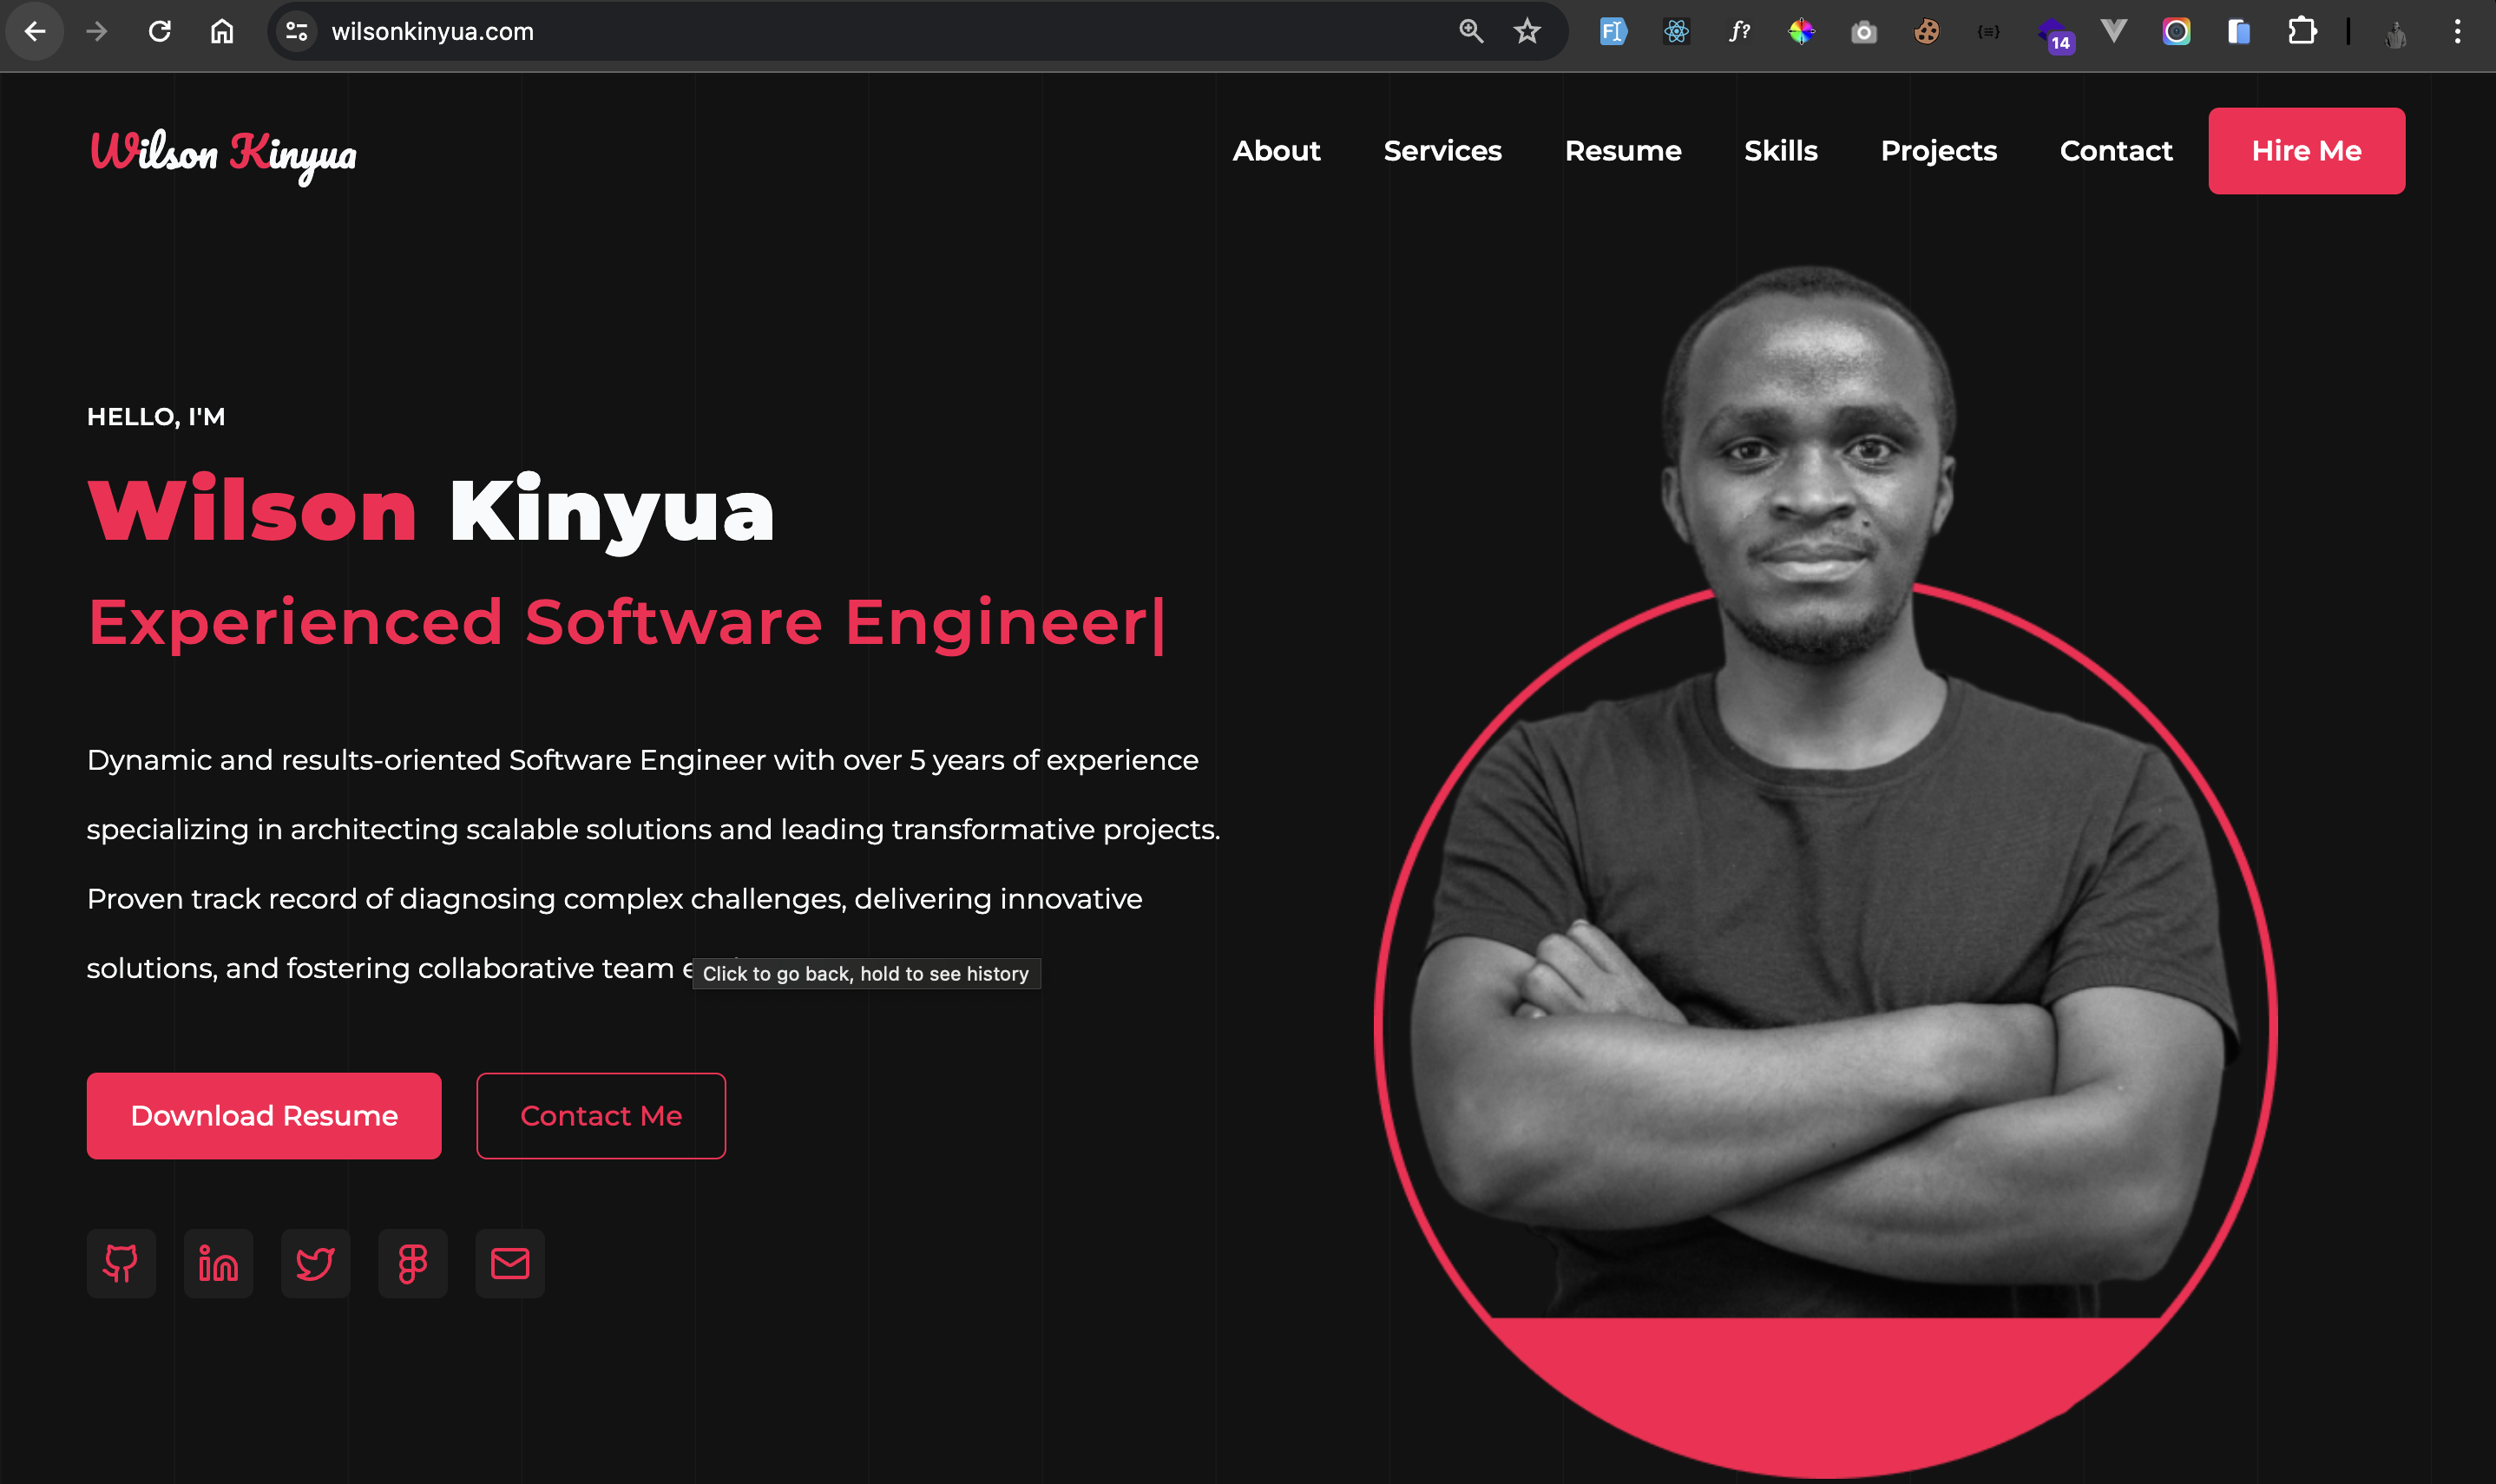 wilsonkinyua.com
14
Wilson Kinyua
About Services Resume Skills Projects Contact Hire Me
HELLO, I'M
Wilson Kinyua
Experienced Software Engineer|
Dynamic and results-oriented Software Engineer with over 5 years of experience
specializing in architecting scalable solutions and leading transformative projects.
Proven track record of diagnosing complex challenges, delivering innovative
solutions, and fostering collaborative team
Click to go back, hold to see history
Download Resume
Contact Me